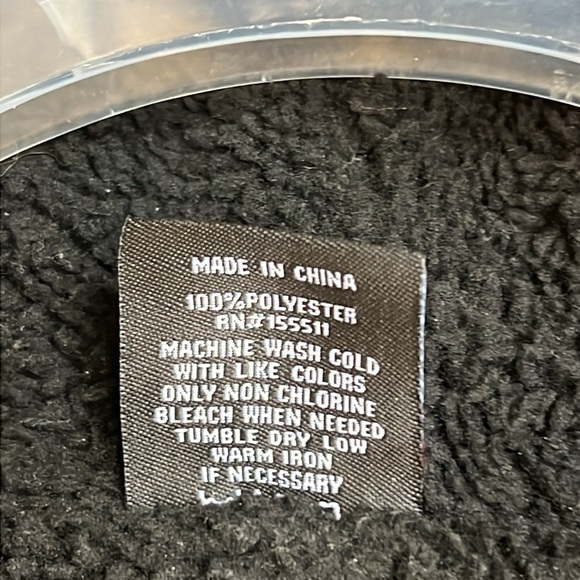 MADE IN CHINA
100%POLYESTER
RN#155511
MACHINE WASH COLD
WITH LIKE COLORS
ONLY NON CHLORINE
BLEACH WHEN NEEDED
TUMBLE DRY LOW
WARM IRON
IF NECESSARY